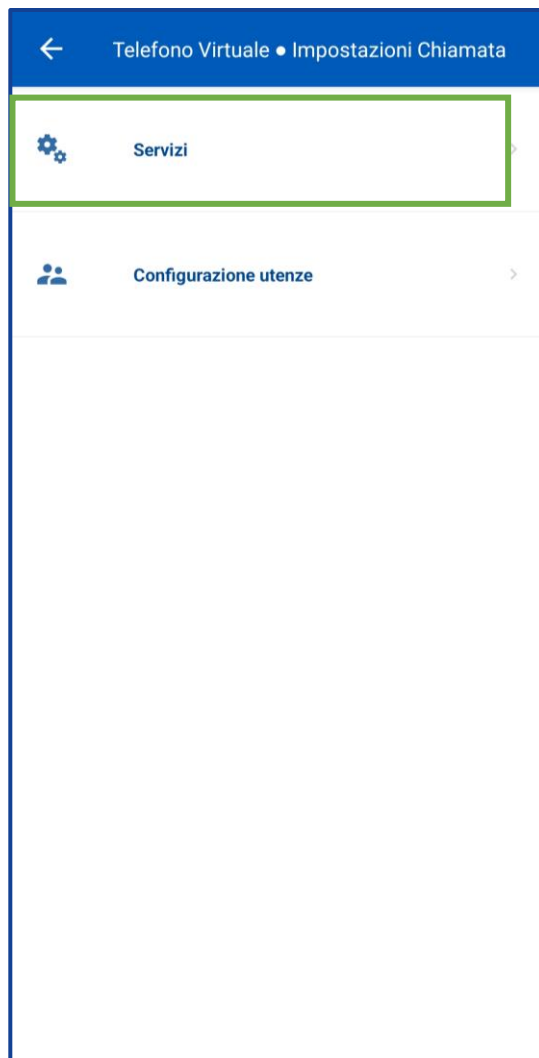 Telefono Virtuale ● Impostazioni Chiamata
Servizi
Configurazione utenze